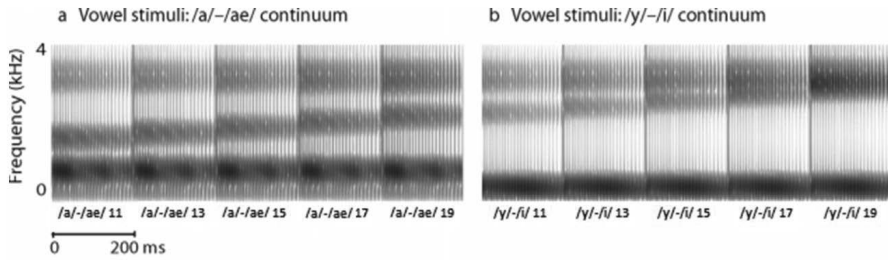 a Vowel stimuli: /a/–/ae/ continuum
b Vowel stimuli: /y/–/i/ continuum
Frequency (kHz)
4
0
/a/-/ae/ 11 /a/-/ae/ 13 /a/-/ae/ 15 /a/-/ae/ 17 /a/-/ae/ 19
/y/-/i/ 11 /y/-/i/ 13 /y/-/i/ 15 /y/-/i/ 17 /y/-/i/ 19
0 200 ms